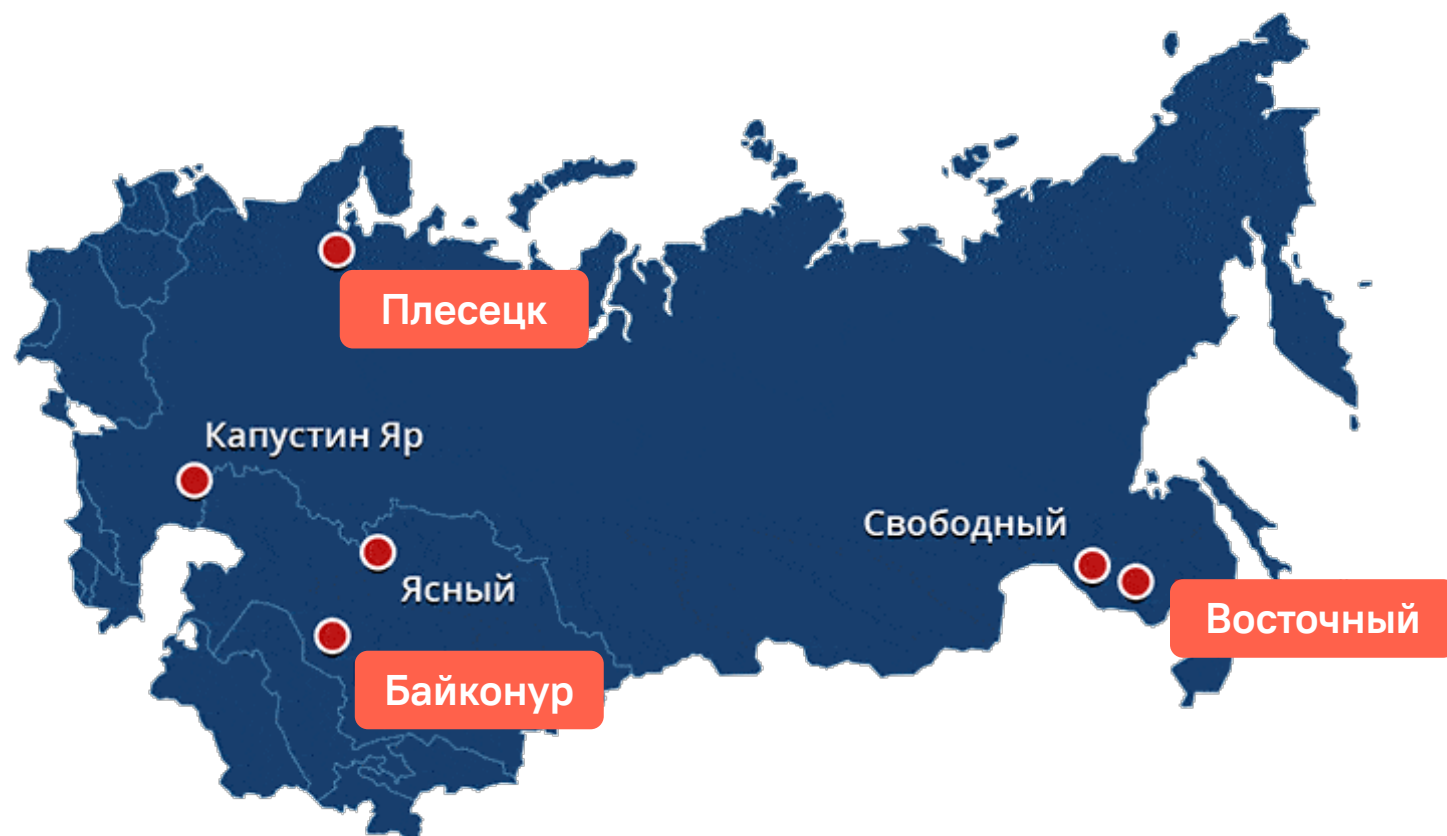 Плесецк
Капустин Яр
Свободный
Ясный
Восточный
Байконур